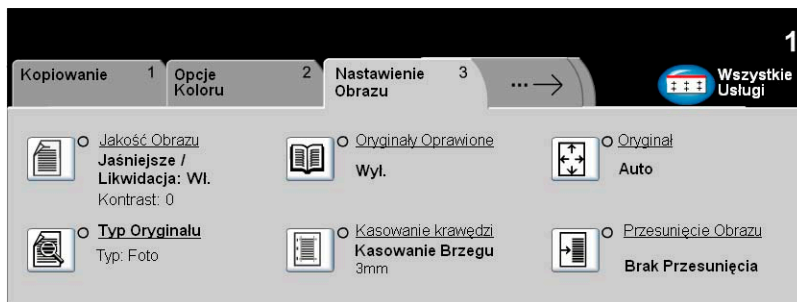 1
Kopiowanie 1
Opcje 2
Koloru
Nastawienie 3
Obrazu
Wszystkie
Usługi
Jakość Obrazu
Jaśniejsze /
Likwidacja: Wł.
Kontrast: 0
Oryginały Oprawione
Wył.
Oryginał
Auto
Typ Oryginału
Typ: Foto
Kasowanie krawędzi
Kasowanie Brzegu
3mm
Przesunięcie Obrazu
Brak Przesunięcia